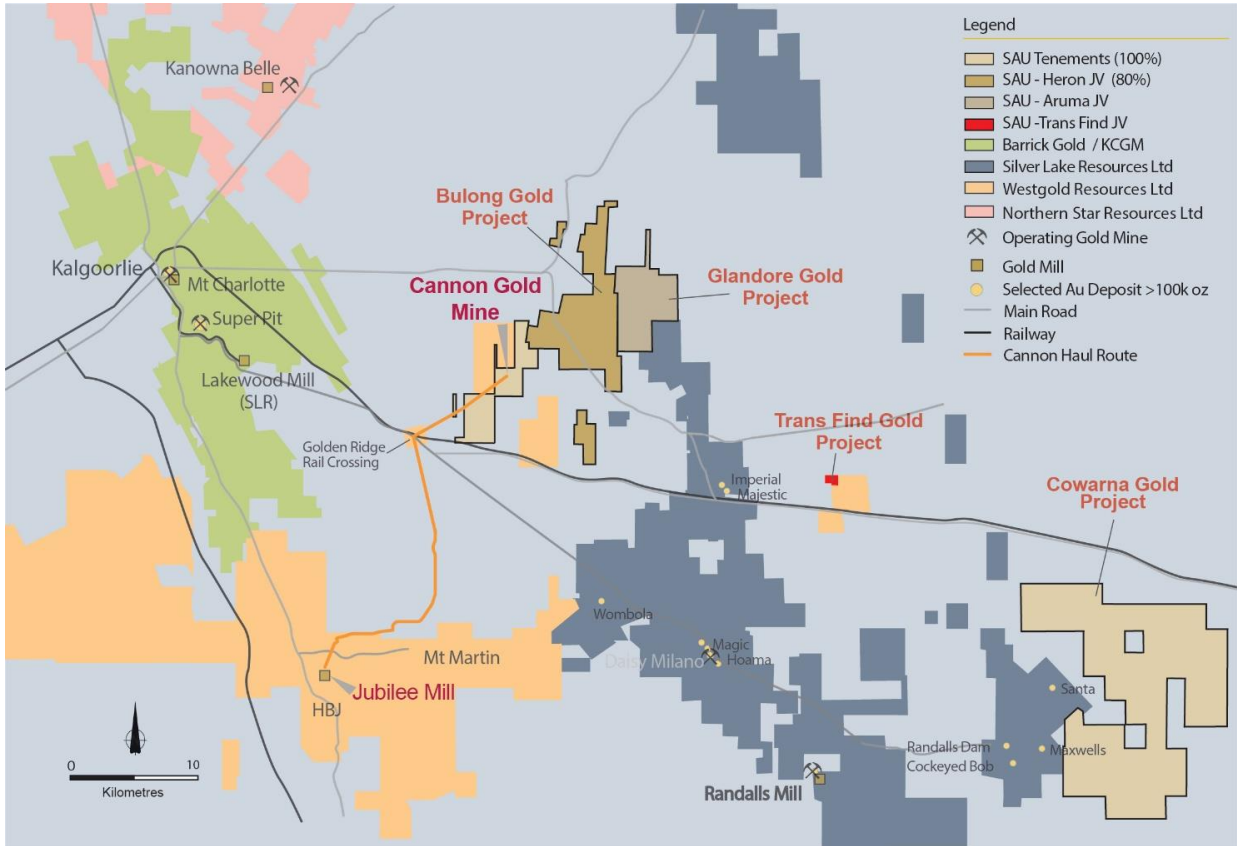 Legend
SAU Tenements (100%)
SAU - Heron JV (80%)
SAU - Aruma JV
SAU -Trans Find JV
Barrick Gold / KCGM
Silver Lake Resources Ltd
Westgold Resources Ltd
Northern Star Resources Ltd
Operating Gold Mine
Gold Mill
Selected Au Deposit >100k oz
Main Road
Railway
Cannon Haul Route
Kanowna Belle
Bulong Gold
Project
Kalgoorlie
Mt Charlotte
Cannon Gold
Mine
Glandore Gold
Project
Super Pit
Lakewood Mill
(SLR)
Golden Ridge
Rail Crossing
Trans Find Gold
Project
Imperial
Majestic
Cowarna Gold
Project
Wombola
Magic
Daisy Milano
Hoama
Mt Martin
Jubilee Mill
HBJ
Santa
Randalls Dam
Maxwells
Cockeyed Bob
Randalls Mill
0
10
Kilometres